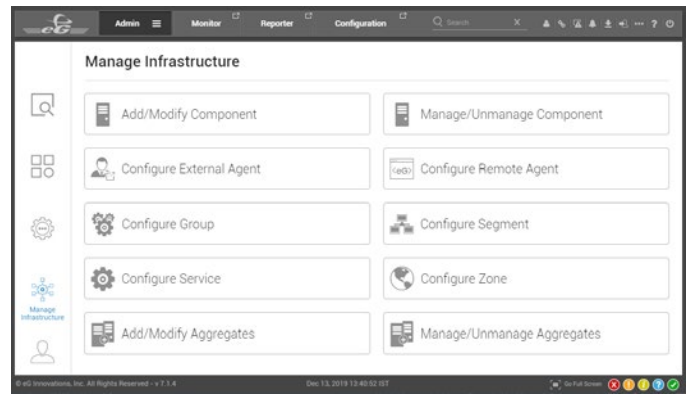 eG
Admin
Monitor
Reporter
Configuration
Search
X
Manage Infrastructure
Add/Modify Component
Manage/Unmanage Component
Configure External Agent
<eG>
Configure Remote Agent
Configure Group
Configure Segment
Configure Service
Configure Zone
Manage
Infrastructure
Add/Modify Aggregates
Manage/Unmanage Aggregates
© eG Innovations, Inc. All Rights Reserved - v 7.1.4
Dec 13, 2019 13:40:52 IST
Go Full Screen